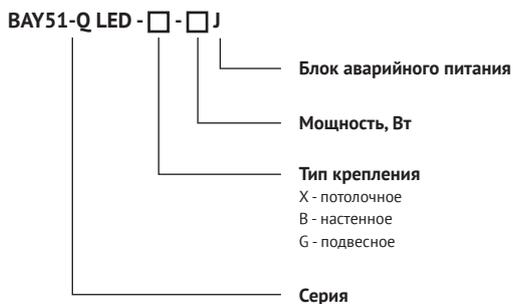 BAY51-Q LED - □ - □ J
Блок аварийного питания
Мощность, Вт
Тип крепления
X - потолочное
B - настенное
G - подвесное
Серия